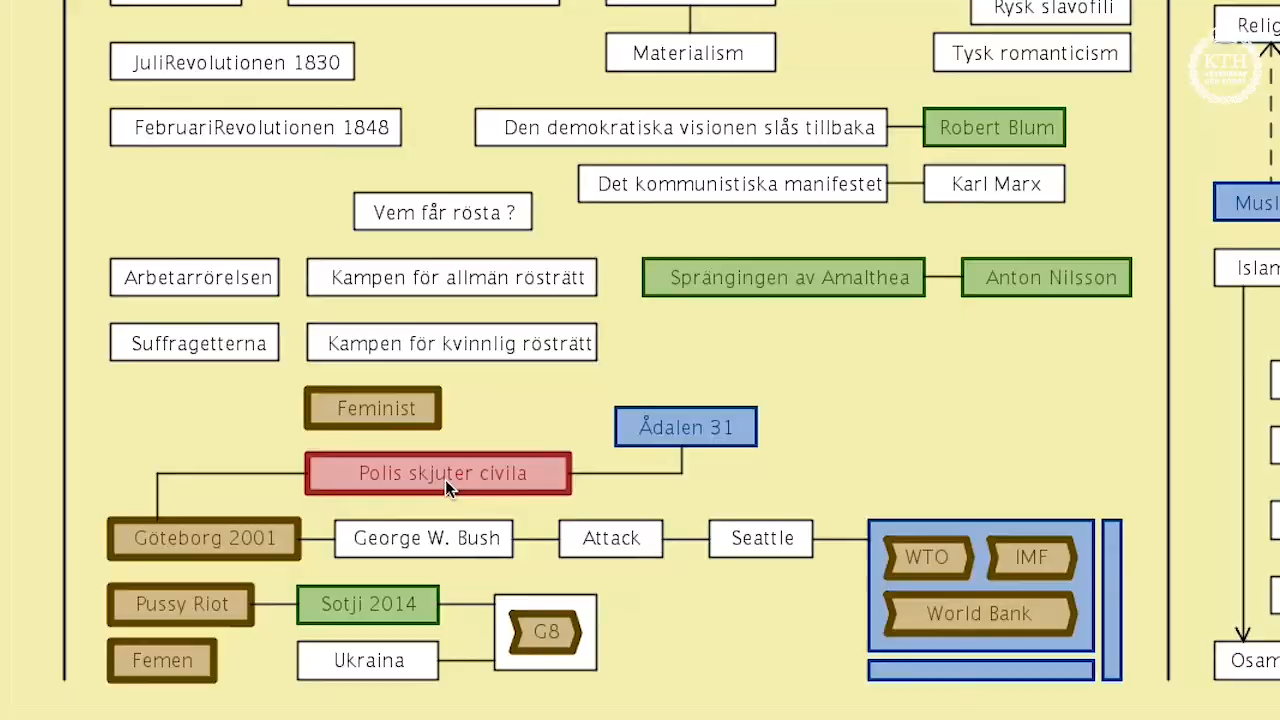 Rysk slavofili
Materialism
Tysk romanticism
Relig
KTH
JuliRevolutionen 1830
FebruariRevolutionen 1848
Den demokratiska visionen slås tillbaka
Robert Blum
Det kommunistiska manifestet
Karl Marx
Vem får rösta ?
Musl
Arbetarrörelsen
Kampen för allmän rösträtt
Sprängingen av Amalthea
Anton Nilsson
Islam
Suffragetterna
Kampen för kvinnlig rösträtt
Feminist
Ådalen 31
Polis skjuter civila
Göteborg 2001
George W. Bush
Attack
Seattle
WTO
IMF
World Bank
Pussy Riot
Sotji 2014
G8
Femen
Ukraina
Osam